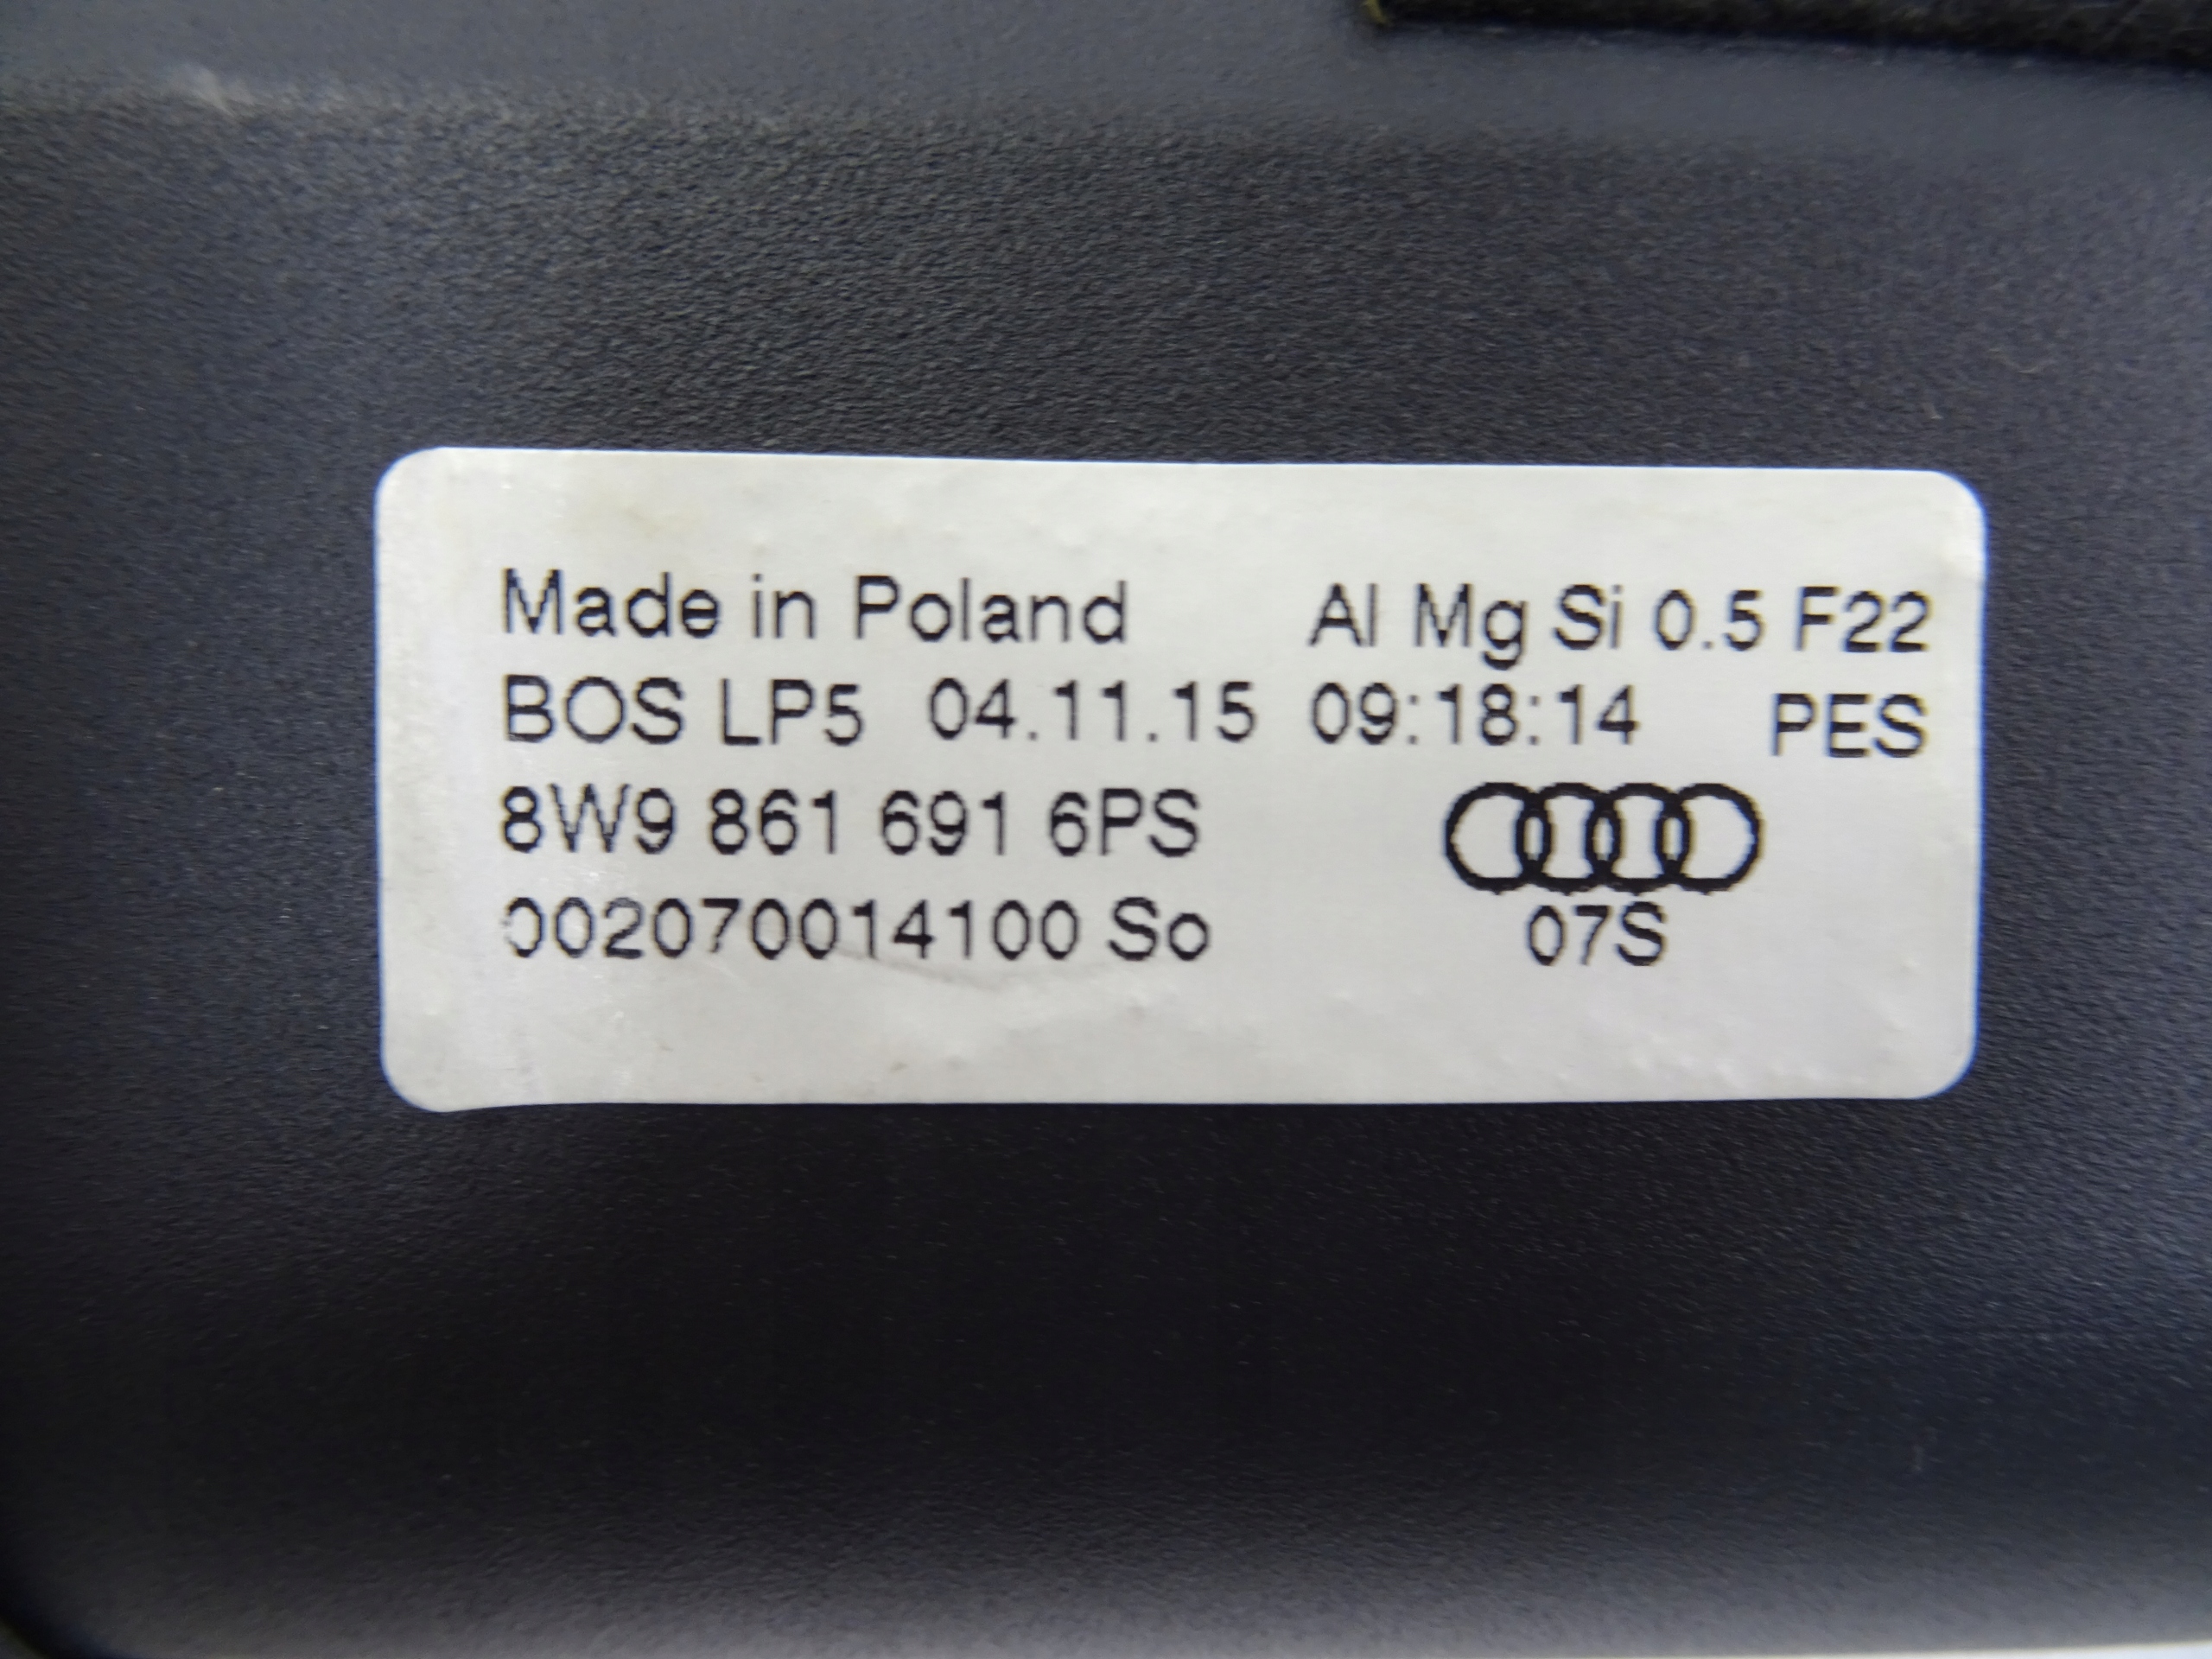 Made in Poland Al Mg Si 0.5 F22
BOS LP5 04.11.15 09:18:14 PES
8W9 861 691 6PS
002070014100 So 07S